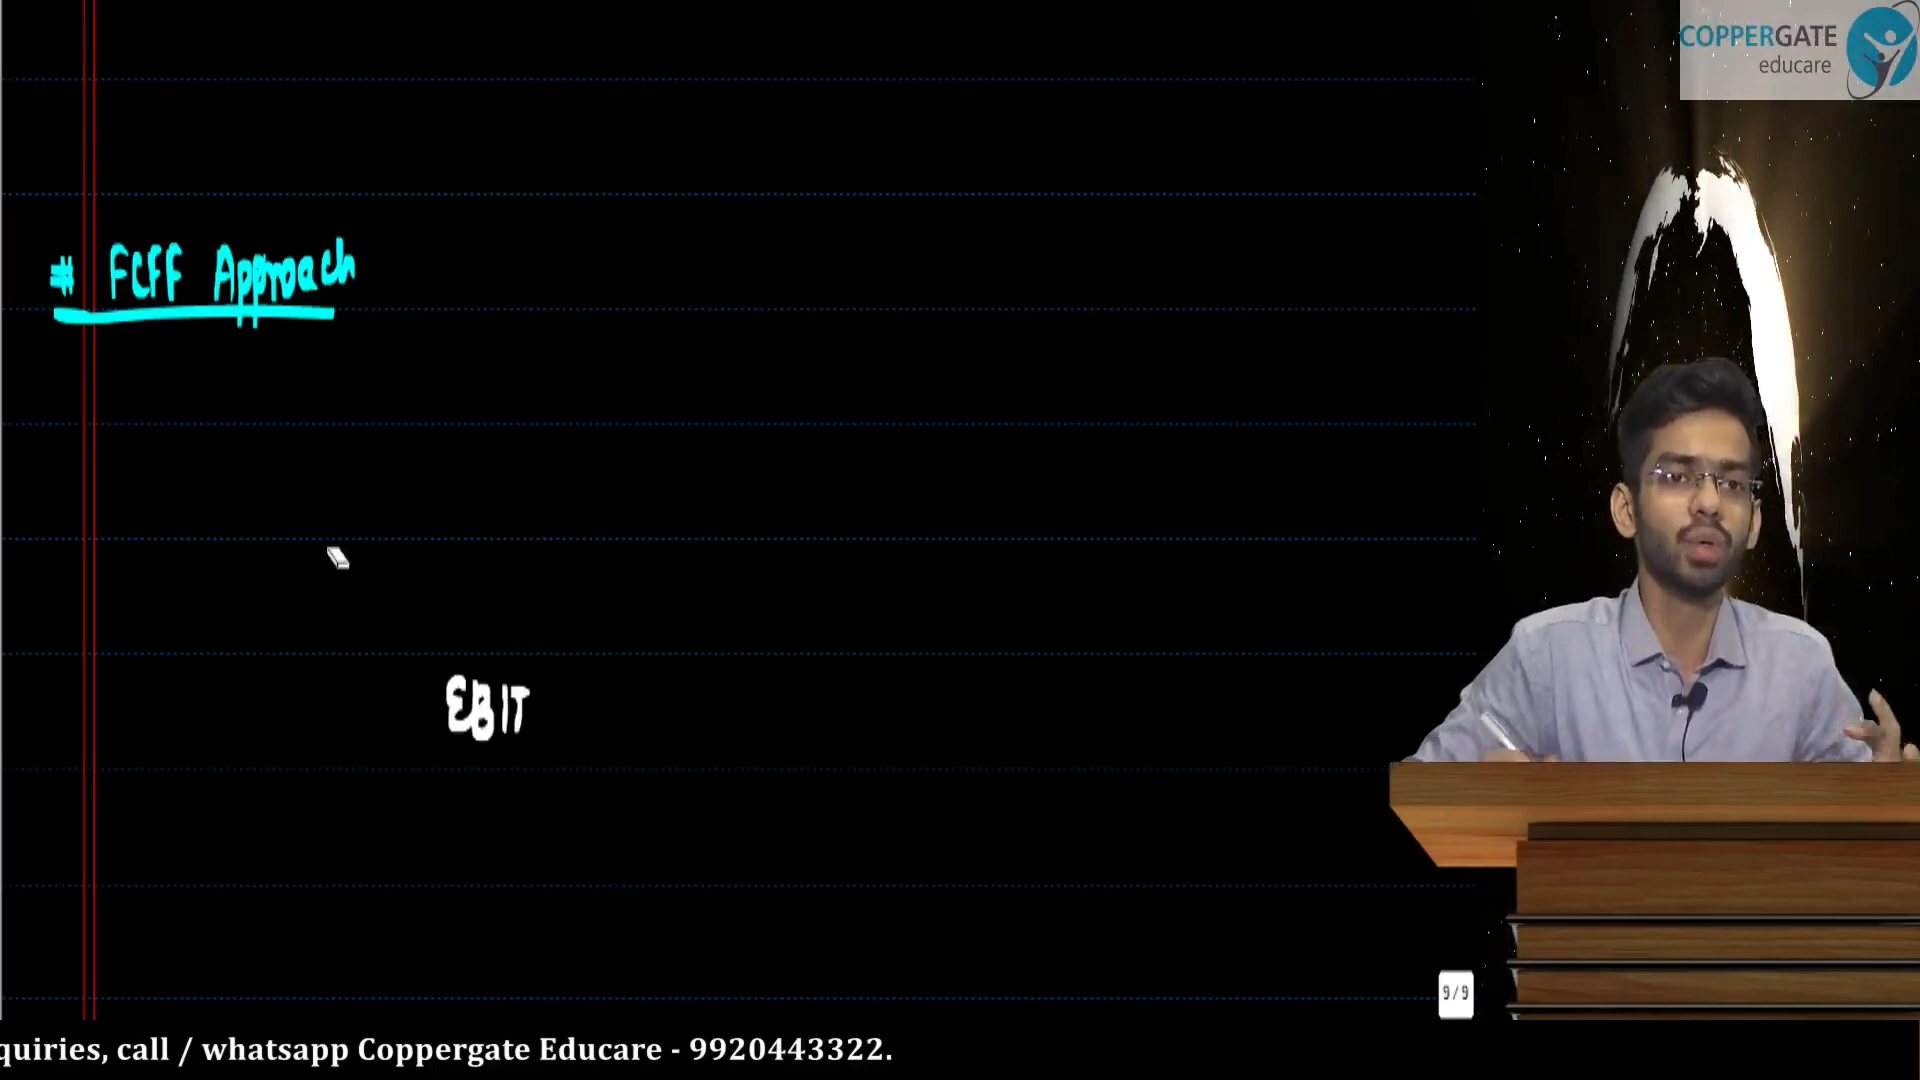 COPPERGATE
educare
# FCFF Approach
EBIT
9/9
quiries, call / whatsapp Coppergate Educare - 9920443322.